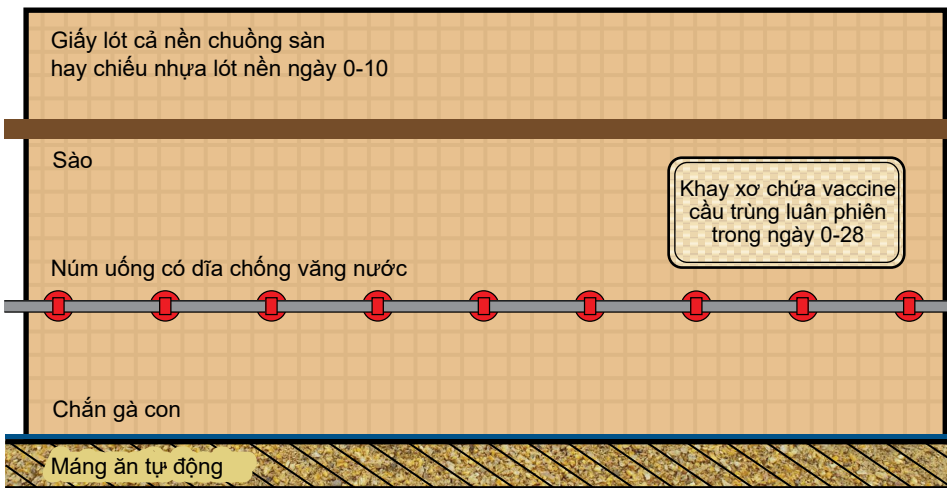 Giấy lót cả nền chuồng sàn
hay chiếu nhựa lót nền ngày 0-10
Sào
Khay xơ chứa vaccine
cầu trùng luân phiên
trong ngày 0-28
Núm uống có dĩa chống văng nước
Chắn gà con
Máng ăn tự động